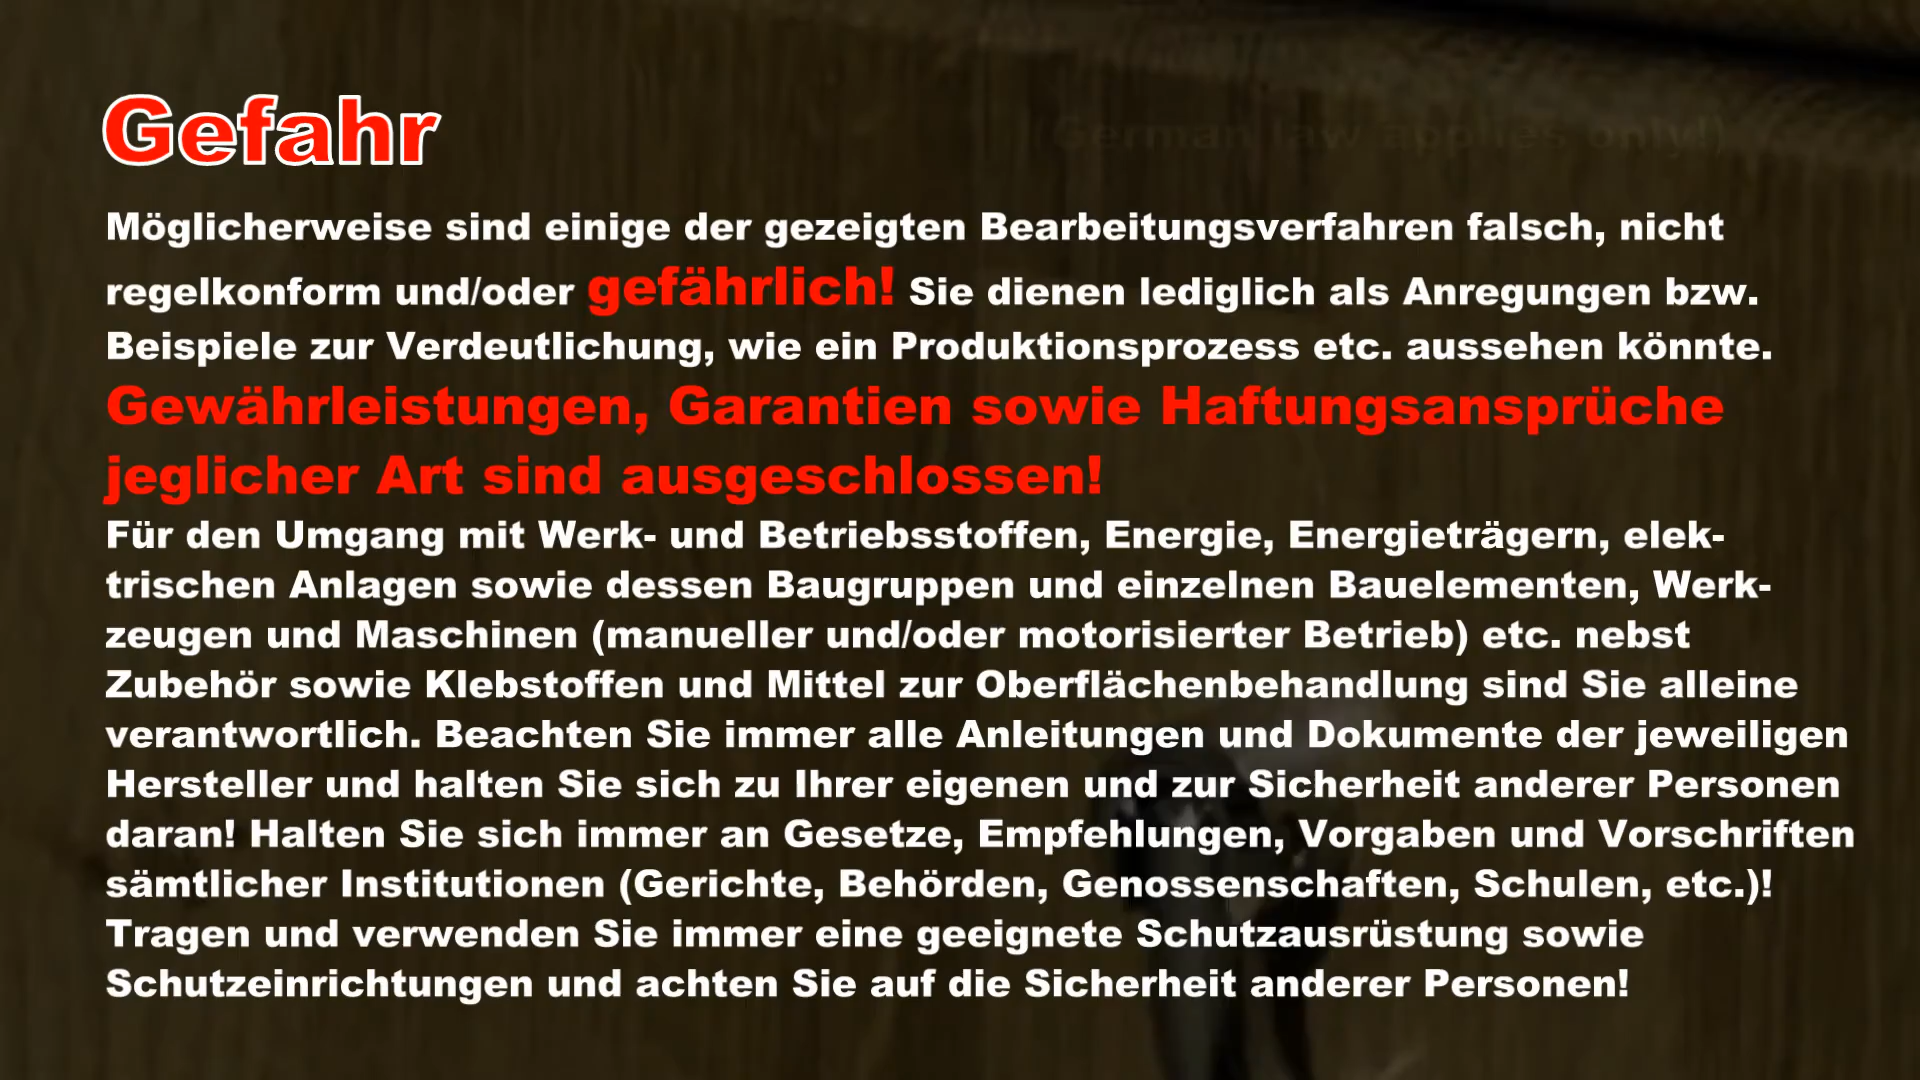 Gefahr
(German law applies only!)
Möglicherweise sind einige der gezeigten Bearbeitungsverfahren falsch, nicht
regelkonform und/oder gefährlich! Sie dienen lediglich als Anregungen bzw.
Beispiele zur Verdeutlichung, wie ein Produktionsprozess etc. aussehen könnte.
Gewährleistungen, Garantien sowie Haftungsansprüche
jeglicher Art sind ausgeschlossen!
Für den Umgang mit Werk- und Betriebsstoffen, Energie, Energieträgern, elek-
trischen Anlagen sowie dessen Baugruppen und einzelnen Bauelementen, Werk-
zeugen und Maschinen (manueller und/oder motorisierter Betrieb) etc. nebst
Zubehör sowie Klebstoffen und Mittel zur Oberflächenbehandlung sind Sie alleine
verantwortlich. Beachten Sie immer alle Anleitungen und Dokumente der jeweiligen
Hersteller und halten Sie sich zu Ihrer eigenen und zur Sicherheit anderer Personen
daran! Halten Sie sich immer an Gesetze, Empfehlungen, Vorgaben und Vorschriften
sämtlicher Institutionen (Gerichte, Behörden, Genossenschaften, Schulen, etc.)!
Tragen und verwenden Sie immer eine geeignete Schutzausrüstung sowie
Schutzeinrichtungen und achten Sie auf die Sicherheit anderer Personen!